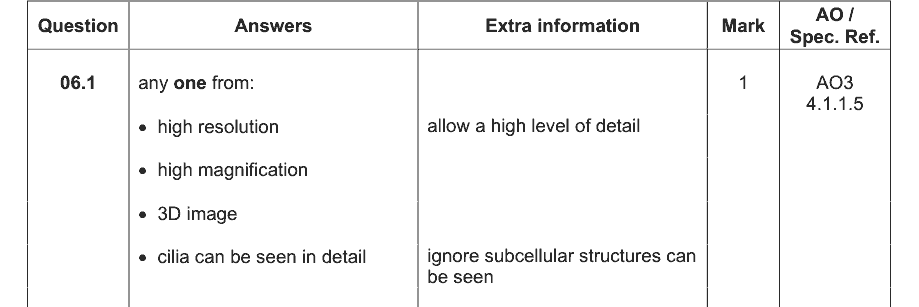 Question Answers Extra information Mark AO /
Spec. Ref.
06.1 any one from: 1 AO3
4.1.1.5
• high resolution allow a high level of detail
• high magnification
• 3D image
• cilia can be seen in detail ignore subcellular structures can
be seen